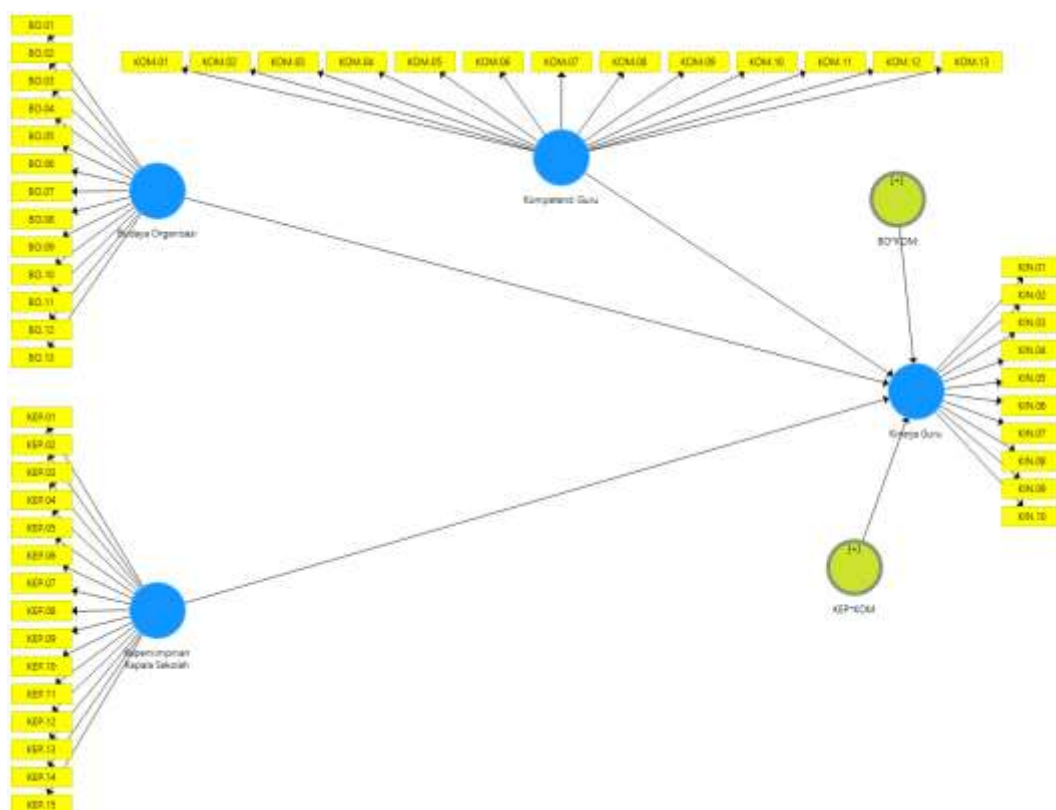 BO.01
BO.02
BO.03
BO.04
BO.05
BO.06
BO.07
BO.08
BO.09
BO.10
BO.11
BO.12
BO.13
Budaya Organisasi
KOM.01
KOM.02
KOM.03
KOM.04
KOM.05
KOM.06
KOM.07
KOM.08
KOM.09
KOM.10
KOM.11
KOM.12
KOM.13
Kompetensi Guru
[+]
BO*KOM
KIN.01
KIN.02
KIN.03
KIN.04
KIN.05
KIN.06
KIN.07
KIN.08
KIN.09
KIN.10
Kinerja Guru
KEP.01
KEP.02
KEP.03
KEP.04
KEP.05
KEP.06
KEP.07
KEP.08
KEP.09
KEP.10
KEP.11
KEP.12
KEP.13
KEP.14
KEP.15
Kepemimpinan
Kepala Sekolah
[+]
KEP*KOM